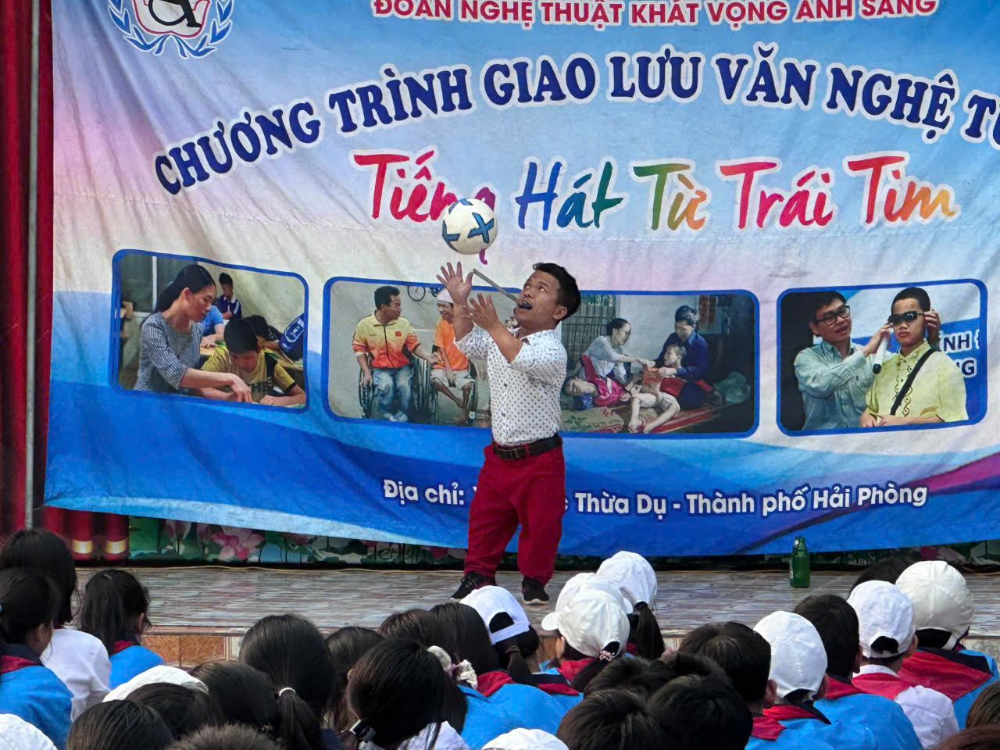 ĐOÀN NGHỆ THUẬT KHÁT VỌNG ÁNH SÁNG
CHƯƠNG TRÌNH GIAO LƯU VĂN NGHỆ
Tiếng Hát Từ Trái Tim
Địa chỉ: Thừa Dụ - Thành phố Hải Phòng